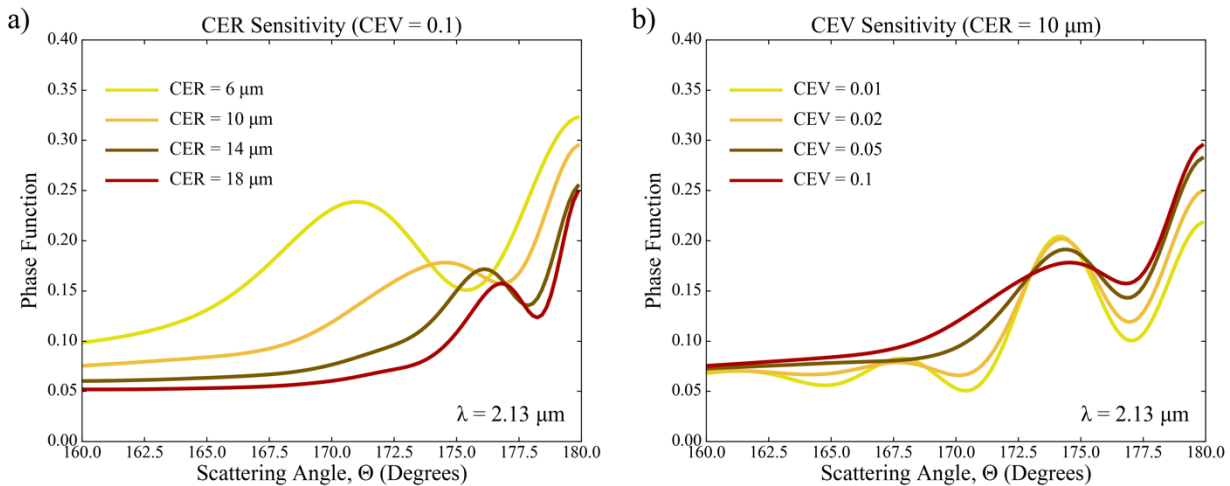 a)
CER Sensitivity (CEV = 0.1)
0.40
0.35
0.30
0.25
0.20
0.15
0.10
0.05
0.00
Phase Function
CER = 6 μm
CER = 10 μm
CER = 14 μm
CER = 18 μm
λ = 2.13 μm
160.0 162.5 165.0 167.5 170.0 172.5 175.0 177.5 180.0
Scattering Angle, Θ (Degrees)
b)
CEV Sensitivity (CER = 10 μm)
0.40
0.35
0.30
0.25
0.20
0.15
0.10
0.05
0.00
Phase Function
CEV = 0.01
CEV = 0.02
CEV = 0.05
CEV = 0.1
λ = 2.13 μm
160.0 162.5 165.0 167.5 170.0 172.5 175.0 177.5 180.0
Scattering Angle, Θ (Degrees)